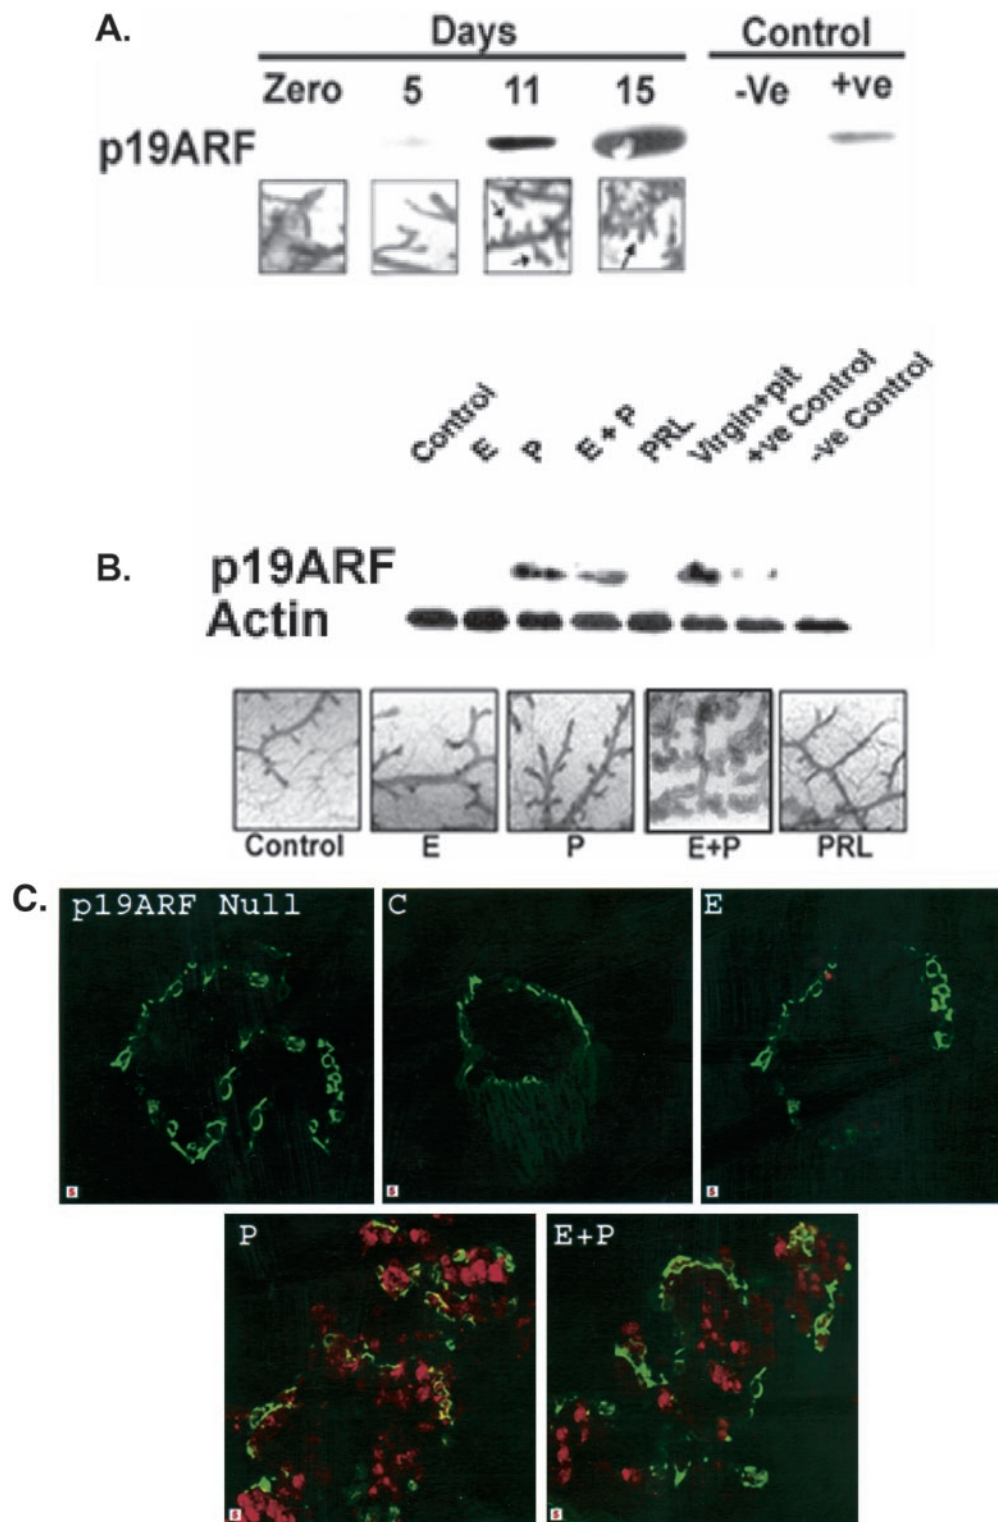 A.
Days Control
Zero 5 11 15 -Ve +ve
p19ARF
Control E P E + P PRL Virgin+pit +ve Control -ve Control
B.
p19ARF
Actin
Control E P E+P PRL
C.
p19ARF Null C E
P E+P